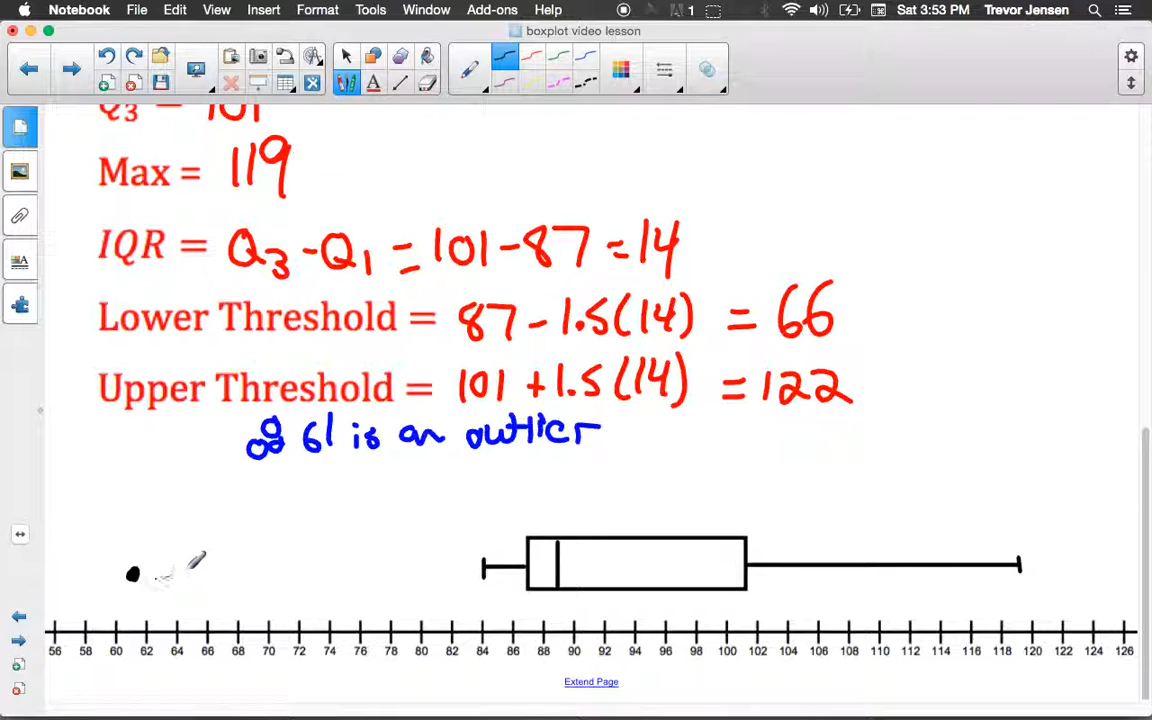 Notebook File Edit View Insert Format Tools Window Add-ons Help 1 Sat 3:53 PM Trevor Jensen
boxplot video lesson
Q3 = 101
Max = 119
IQR = Q3 - Q1 = 101 - 87 = 14
Lower Threshold = 87 - 1.5(14) = 66
Upper Threshold = 101 + 1.5(14) = 122
61 is an outlier
56 58 60 62 64 66 68 70 72 74 76 78 80 82 84 86 88 90 92 94 96 98 100 102 104 106 108 110 112 114 116 118 120 122 124 126
Extend Page